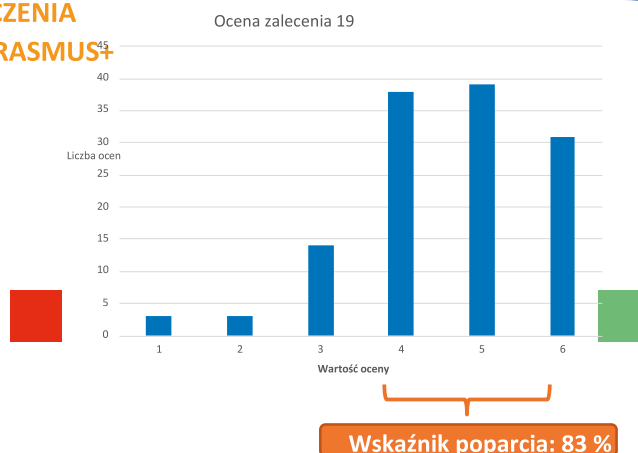 CZENIA
RASMUS+
Ocena zalecenia 19
45
40
35
30
Liczba ocen
25
20
15
10
5
0
1 2 3 4 5 6
Wartość oceny
Wskaźnik poparcia: 83 %